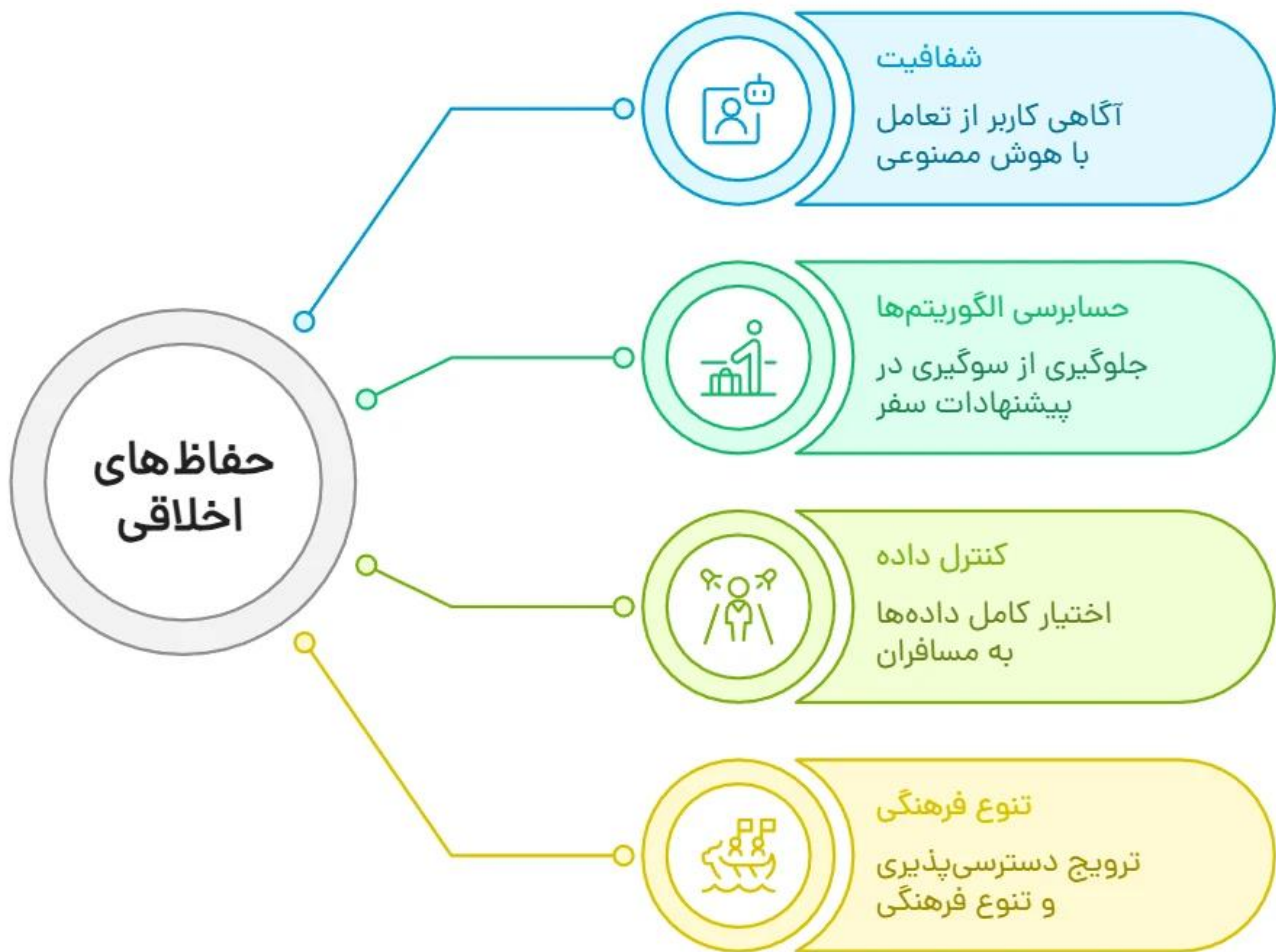 حفاظ‌های
اخلاقی
شفافیت
آگاهی کاربر از تعامل
با هوش مصنوعی
حسابرسی الگوریتم‌ها
جلوگیری از سوگیری در
پیشنهادات سفر
کنترل داده
اختیار کامل داده‌ها
به مسافران
تنوع فرهنگی
ترویج دسترسی‌پذیری
و تنوع فرهنگی